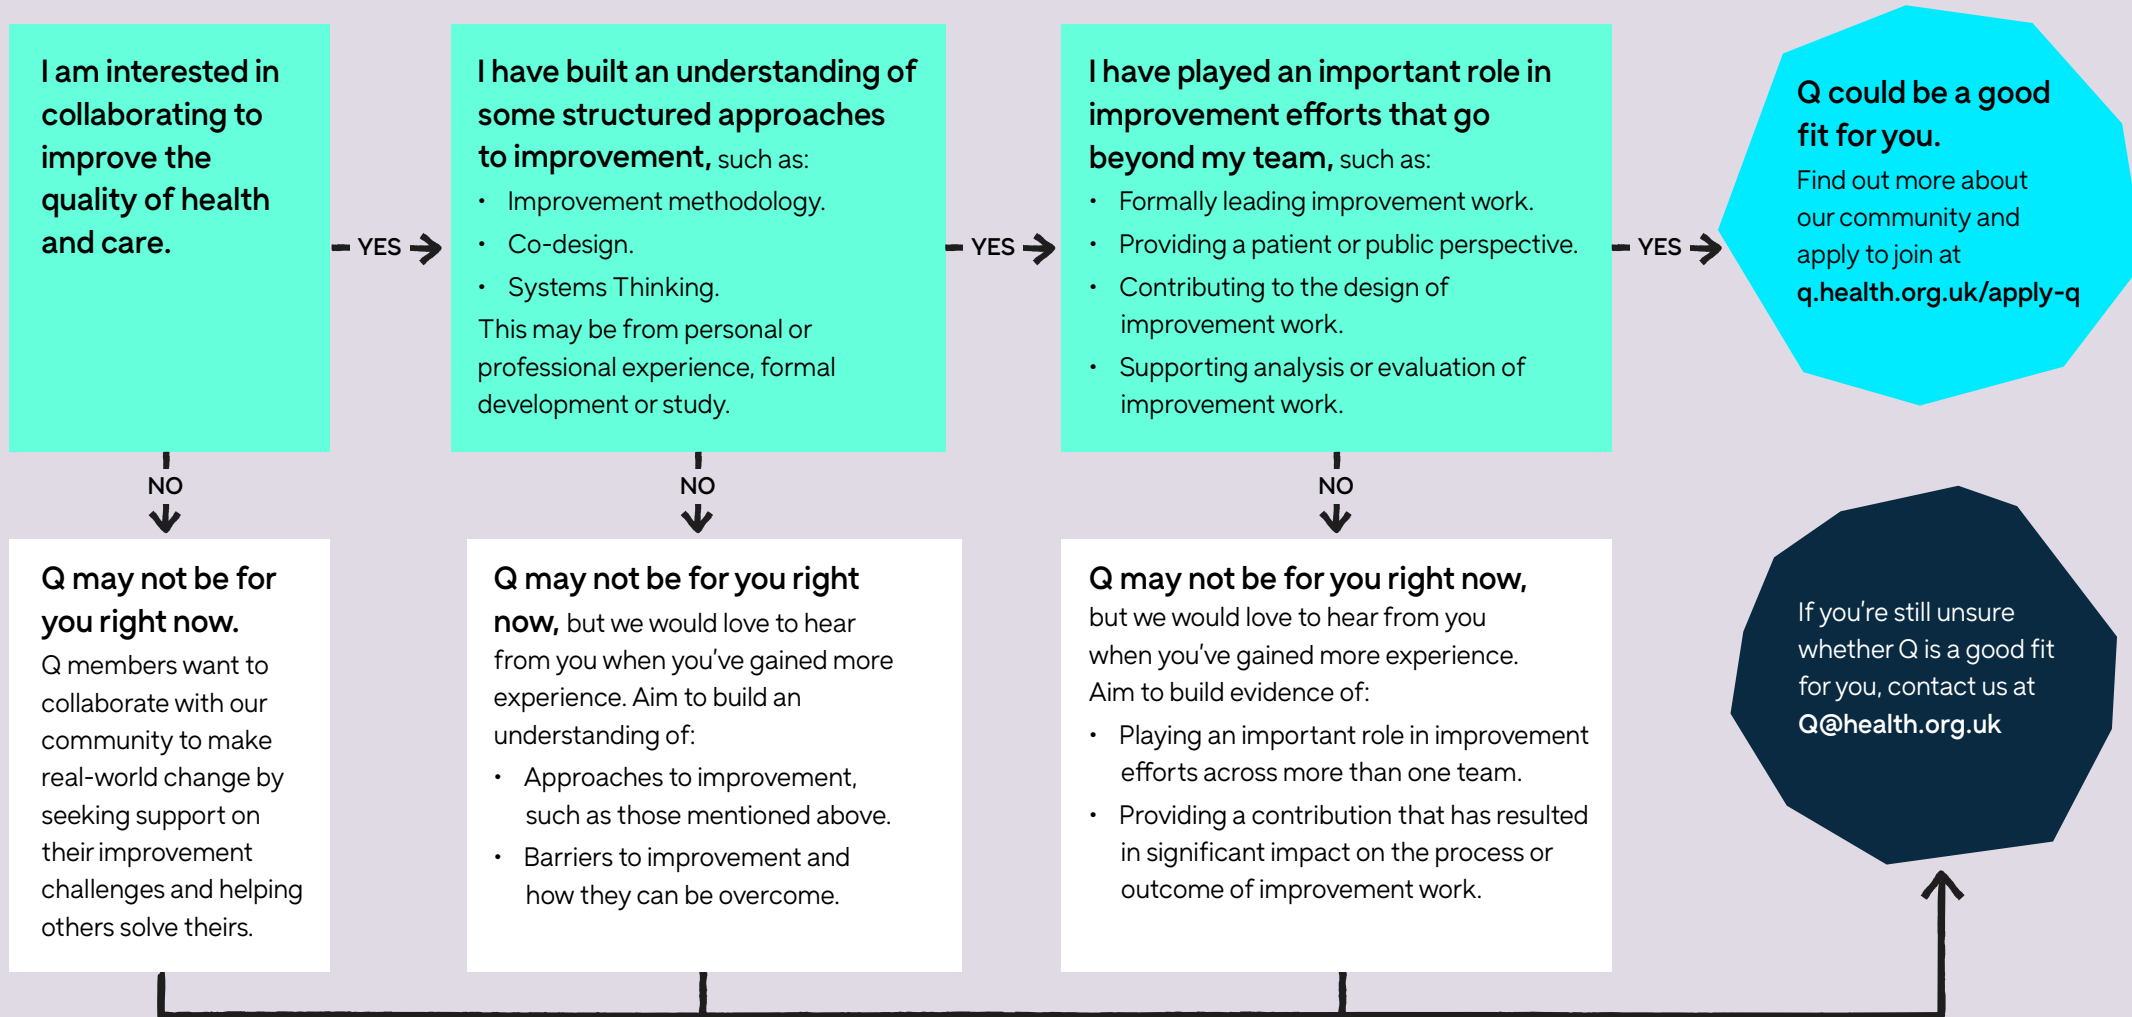 I am interested in
collaborating to
improve the
quality of health
and care.
YES
I have built an understanding of
some structured approaches
to improvement, such as:
• Improvement methodology.
• Co-design.
• Systems Thinking.
This may be from personal or
professional experience, formal
development or study.
YES
I have played an important role in
improvement efforts that go
beyond my team, such as:
• Formally leading improvement work.
• Providing a patient or public perspective.
• Contributing to the design of
improvement work.
• Supporting analysis or evaluation of
improvement work.
YES
Q could be a good
fit for you.
Find out more about
our community and
apply to join at
q.health.org.uk/apply-q
NO
NO
NO
Q may not be for
you right now.
Q members want to
collaborate with our
community to make
real-world change by
seeking support on
their improvement
challenges and helping
others solve theirs.
Q may not be for you right
now, but we would love to hear
from you when you've gained more
experience. Aim to build an
understanding of:
• Approaches to improvement,
such as those mentioned above.
• Barriers to improvement and
how they can be overcome.
Q may not be for you right now,
but we would love to hear from you
when you've gained more experience.
Aim to build evidence of:
• Playing an important role in improvement
efforts across more than one team.
• Providing a contribution that has resulted
in significant impact on the process or
outcome of improvement work.
If you're still unsure
whether Q is a good fit
for you, contact us at
Q@health.org.uk